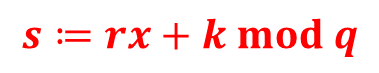 s := rx + k mod q